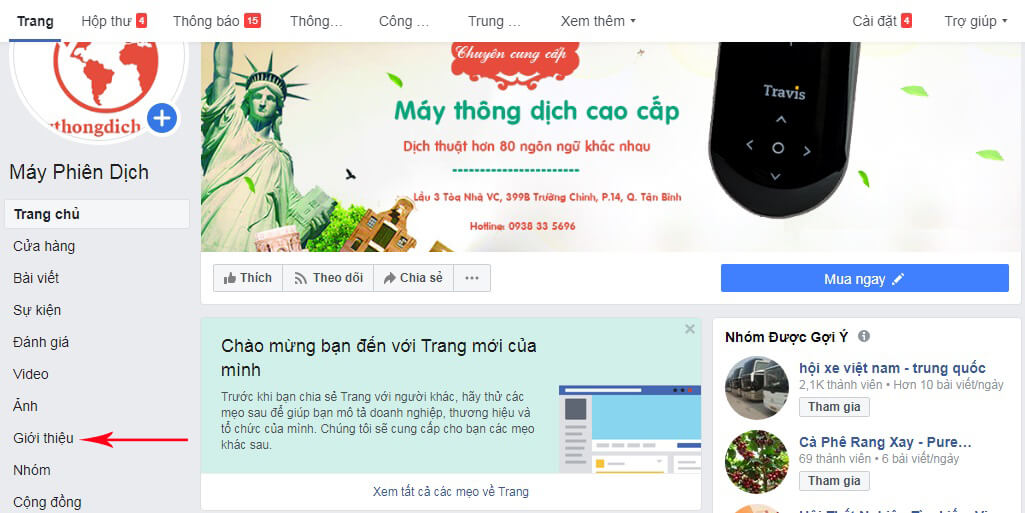 Trang
Hộp thư 4
Thông báo 15
Thông…
Công …
Trung …
Xem thêm
Cài đặt 4
Trợ giúp
thongdich
Máy Phiên Dịch
Trang chủ
Cửa hàng
Bài viết
Sự kiện
Đánh giá
Video
Ảnh
Giới thiệu
Nhóm
Cộng đồng
Chuyên cung cấp
Máy thông dịch cao cấp
Dịch thuật hơn 80 ngôn ngữ khác nhau
Lầu 3 Tòa Nhà VC, 399B Trường Chinh, P.14, Q. Tân Bình
Hotline: 0938 33 5696
Travis
Thích
Theo dõi
Chia sẻ
Mua ngay
Chào mừng bạn đến với Trang mới của
mình
Trước khi bạn chia sẻ Trang với người khác, hãy thử các
mẹo sau để giúp bạn mô tả doanh nghiệp, thương hiệu và
tổ chức của mình. Chúng tôi sẽ cung cấp cho bạn các mẹo
khác sau.
Xem tất cả các mẹo về Trang
Nhóm Được Gợi Ý
hội xe việt nam - trung quốc
2,1K thành viên • Hơn 10 bài viết/ngày
Tham gia
Cà Phê Rang Xay - Pure…
69 thành viên • 6 bài viết/ngày
Tham gia